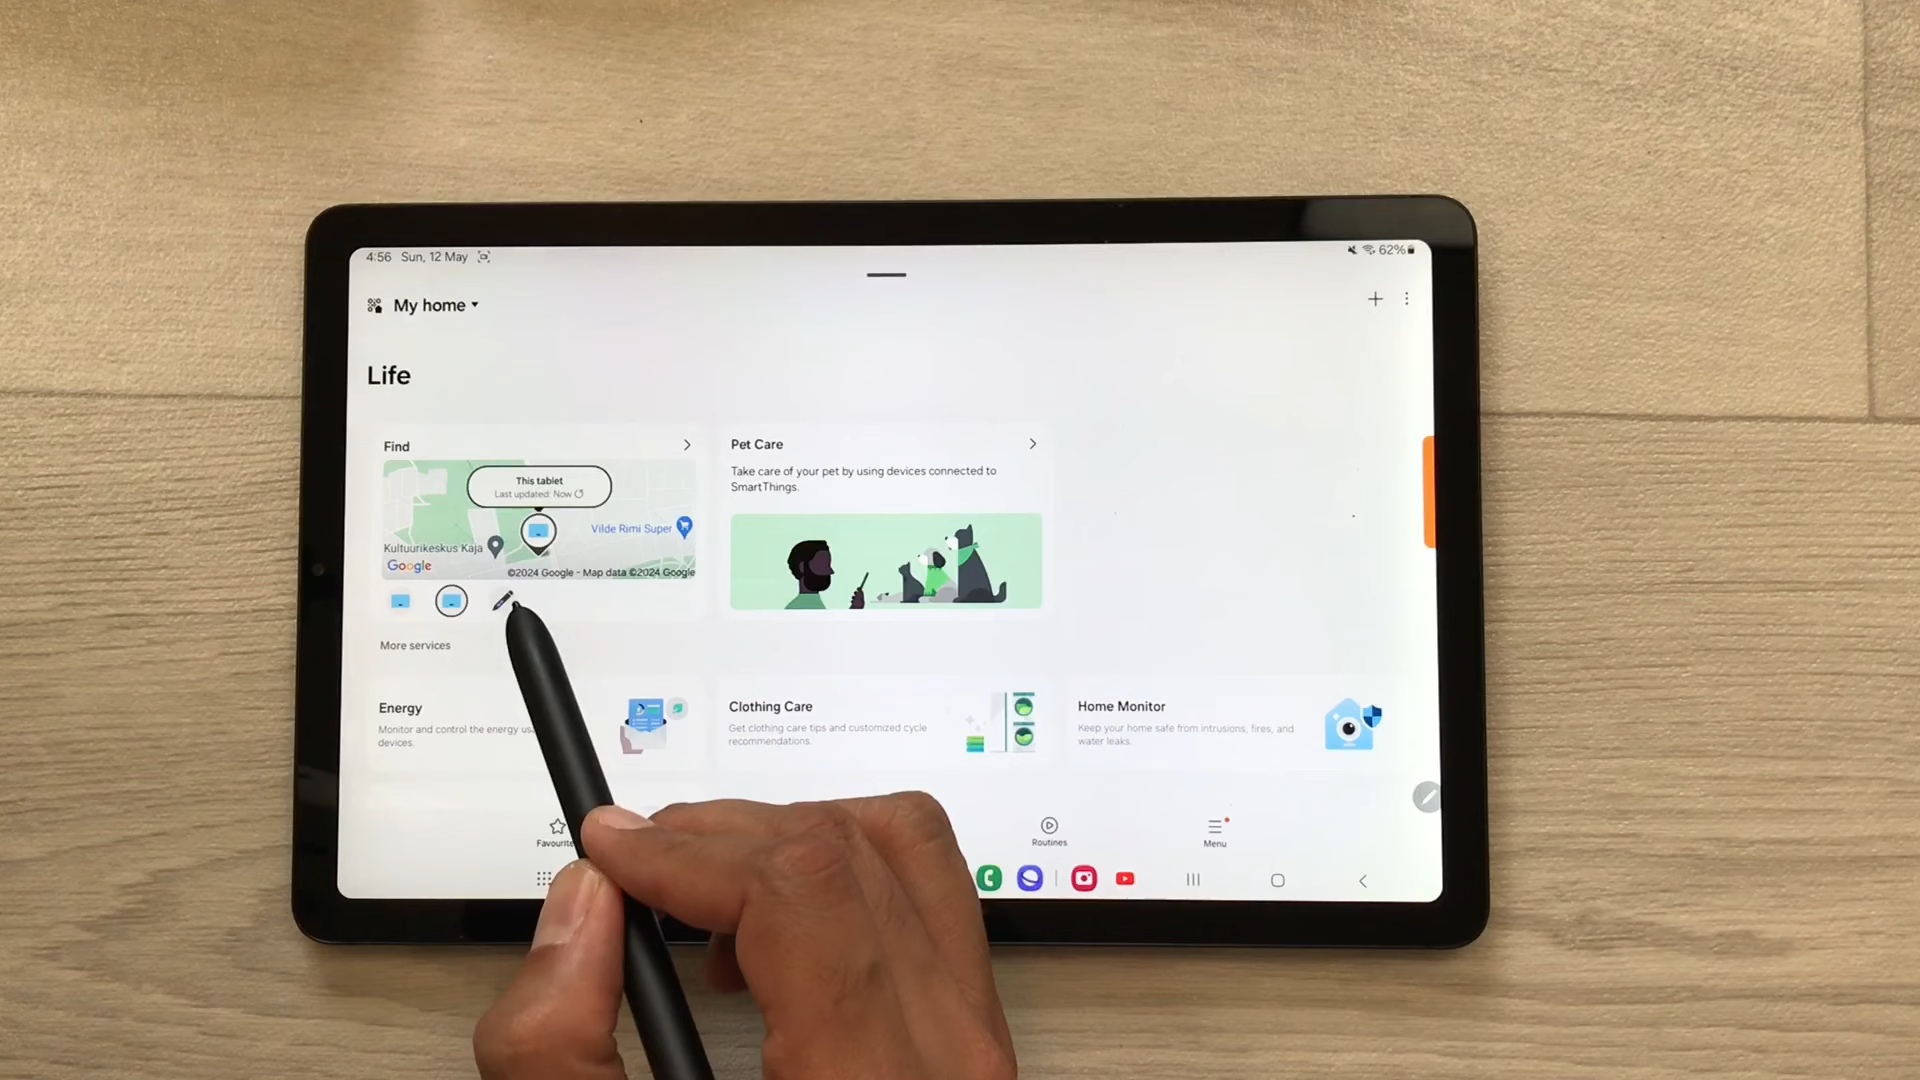 4:56 Sun, 12 May
62%
My home
Life
Find
This tablet
Last updated: Now
Vilde Rimi Super
Kultuurikeskus Kaja
Google
©2024 Google - Map data ©2024 Google
Pet Care
Take care of your pet by using devices connected to
SmartThings.
More services
Energy
Monitor and control the energy
devices.
Clothing Care
Get clothing care tips and customized cycle
recommendations.
Home Monitor
Keep your home safe from intrusions, fires, and
water leaks.
Favourite
Routines
Menu